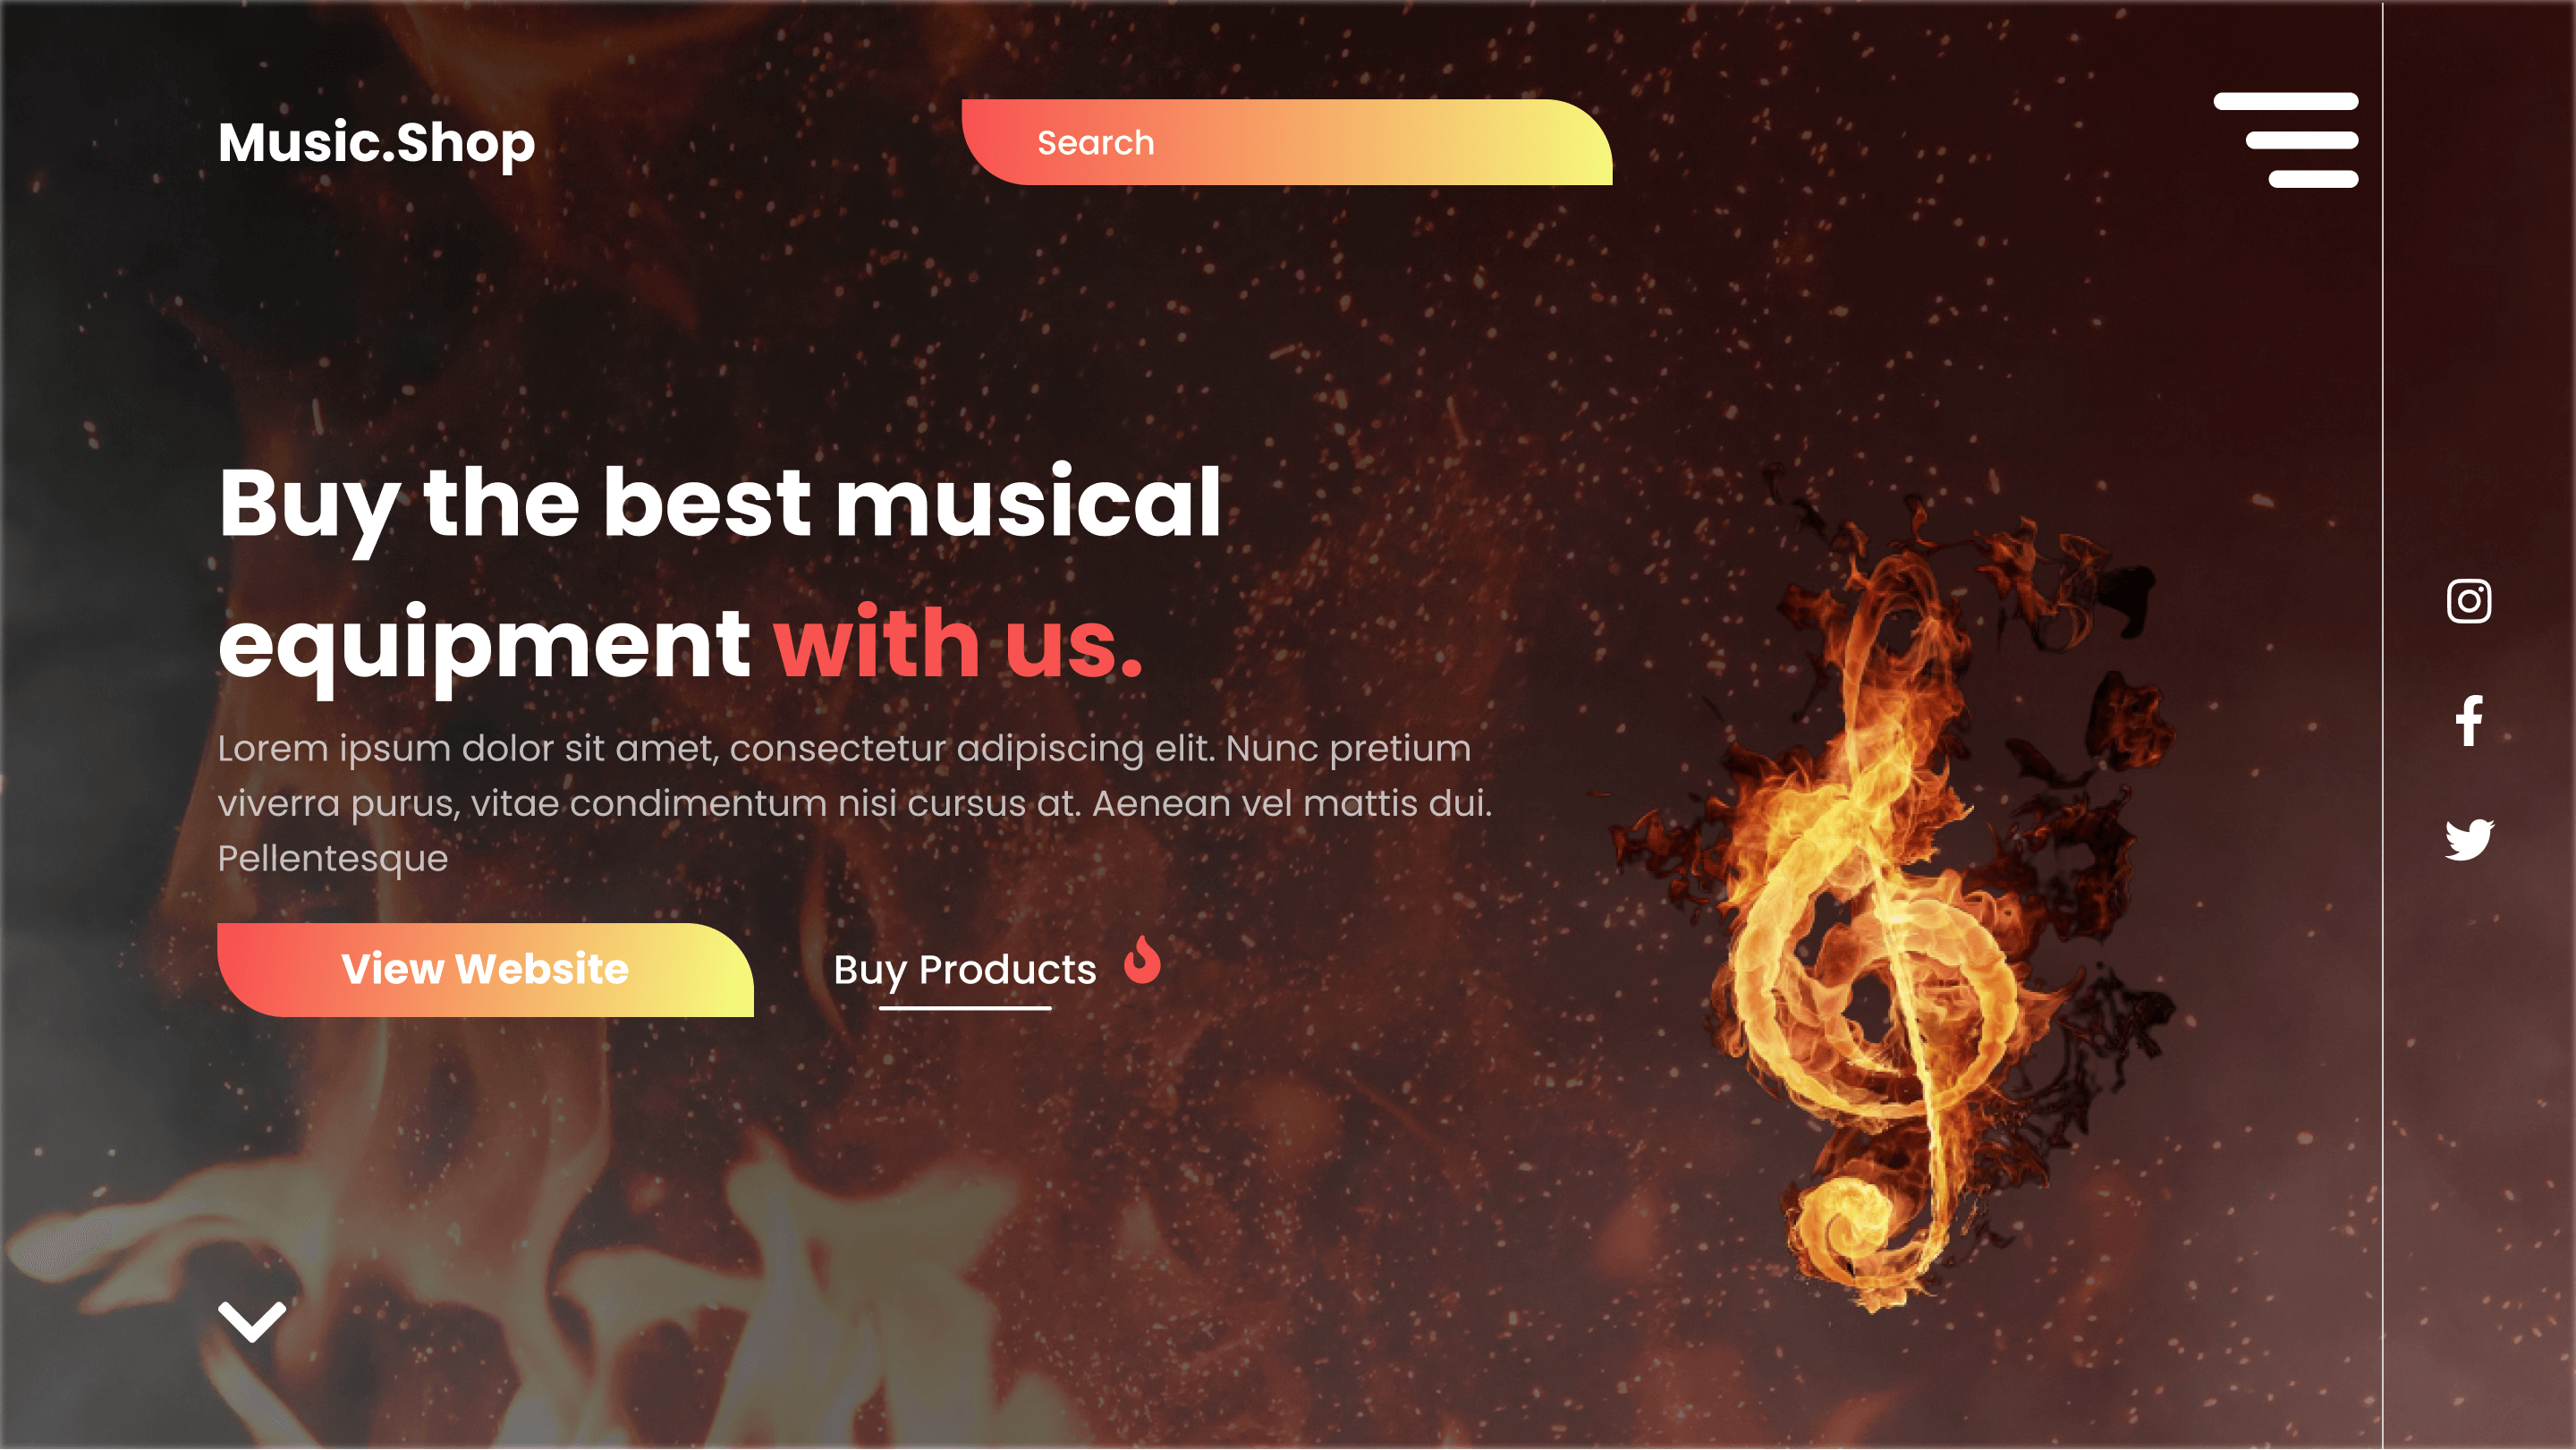 Music.Shop
Search
Buy the best musical
equipment with us.
Lorem ipsum dolor sit amet, consectetur adipiscing elit. Nunc pretium
viverra purus, vitae condimentum nisi cursus at. Aenean vel mattis dui.
Pellentesque
View Website
Buy Products